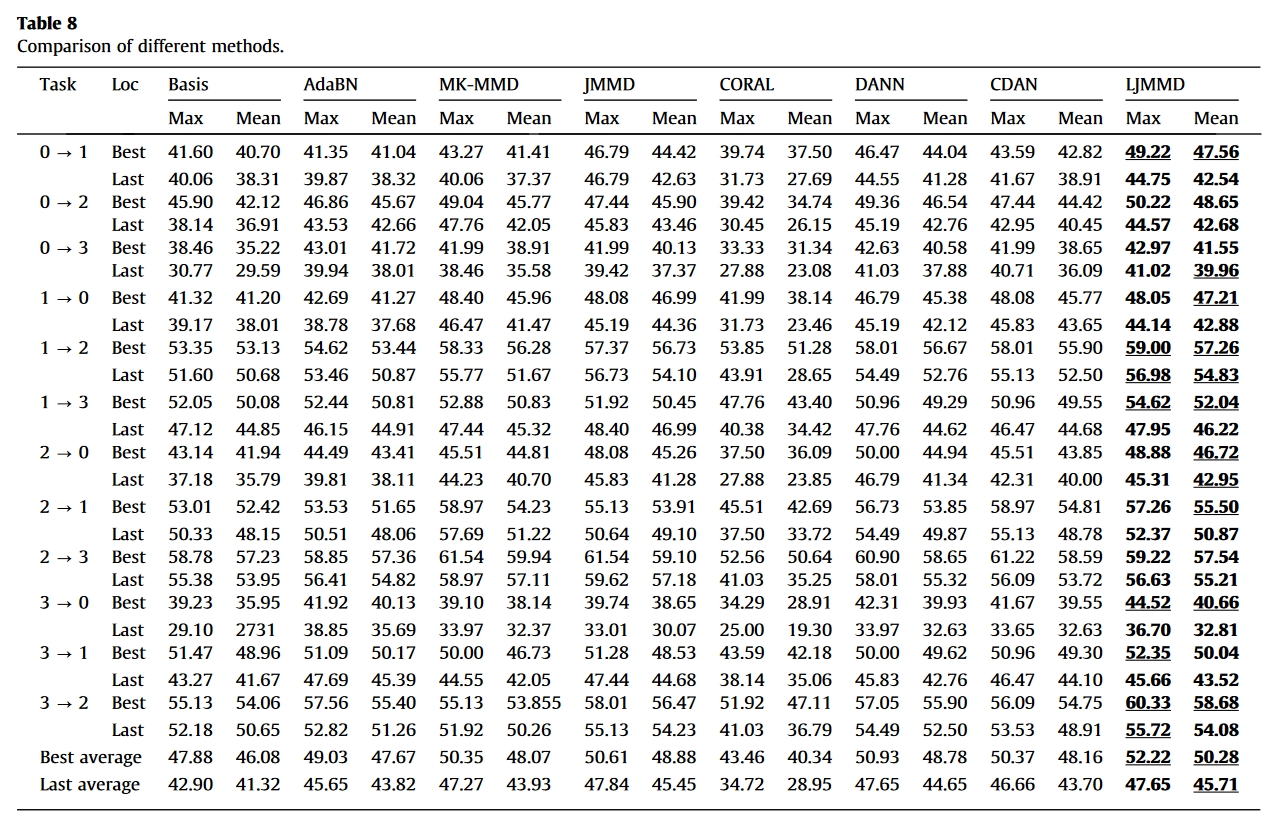 Table 8
Comparison of different methods.
Task Loc Basis AdaBN MK-MMD JMMD CORAL DANN CDAN LJMMD
Max Mean Max Mean Max Mean Max Mean Max Mean Max Mean Max Mean Max Mean
0 → 1 Best 41.60 40.70 41.35 41.04 43.27 41.41 46.79 44.42 39.74 37.50 46.47 44.04 43.59 42.82 49.22 47.56
Last 40.06 38.31 39.87 38.32 40.06 37.37 46.79 42.63 31.73 27.69 44.55 41.28 41.67 38.91 44.75 42.54
0 → 2 Best 45.90 42.12 46.86 45.67 49.04 45.77 47.44 45.90 39.42 34.74 49.36 46.54 47.44 44.42 50.22 48.65
Last 38.14 36.91 43.53 42.66 47.76 42.05 45.83 43.46 30.45 26.15 45.19 42.76 42.95 40.45 44.57 42.68
0 → 3 Best 38.46 35.22 43.01 41.72 41.99 38.91 41.99 40.13 33.33 31.34 42.63 40.58 41.99 38.65 42.97 41.55
Last 30.77 29.59 39.94 38.01 38.46 35.58 39.42 37.37 27.88 23.08 41.03 37.88 40.71 36.09 41.02 39.96
1 → 0 Best 41.32 41.20 42.69 41.27 48.40 45.96 48.08 46.99 41.99 38.14 46.79 45.38 48.08 45.77 48.05 47.21
Last 39.17 38.01 38.78 37.68 46.47 41.47 45.19 44.36 31.73 23.46 45.19 42.12 45.83 43.65 44.14 42.88
1 → 2 Best 53.35 53.13 54.62 53.44 58.33 56.28 57.37 56.73 53.85 51.28 58.01 56.67 58.01 55.90 59.00 57.26
Last 51.60 50.68 53.46 50.87 55.77 51.67 56.73 54.10 43.91 28.65 54.49 52.76 55.13 52.50 56.98 54.83
1 → 3 Best 52.05 50.08 52.44 50.81 52.88 50.83 51.92 50.45 47.76 43.40 50.96 49.29 50.96 49.55 54.62 52.04
Last 47.12 44.85 46.15 44.91 47.44 45.32 48.40 46.99 40.38 34.42 47.76 44.62 46.47 44.68 47.95 46.22
2 → 0 Best 43.14 41.94 44.49 43.41 45.51 44.81 48.08 45.26 37.50 36.09 50.00 44.94 45.51 43.85 48.88 46.72
Last 37.18 35.79 39.81 38.11 44.23 40.70 45.83 41.28 27.88 23.85 46.79 41.34 42.31 40.00 45.31 42.95
2 → 1 Best 53.01 52.42 53.53 51.65 58.97 54.23 55.13 53.91 45.51 42.69 56.73 53.85 58.97 54.81 57.26 55.50
Last 50.33 48.15 50.51 48.06 57.69 51.22 50.64 49.10 37.50 33.72 54.49 49.87 55.13 48.78 52.37 50.87
2 → 3 Best 58.78 57.23 58.85 57.36 61.54 59.94 61.54 59.10 52.56 50.64 60.90 58.65 61.22 58.59 59.22 57.54
Last 55.38 53.95 56.41 54.82 58.97 57.11 59.62 57.18 41.03 35.25 58.01 55.32 56.09 53.72 56.63 55.21
3 → 0 Best 39.23 35.95 41.92 40.13 39.10 38.14 39.74 38.65 34.29 28.91 42.31 39.93 41.67 39.55 44.52 40.66
Last 29.10 2731 38.85 35.69 33.97 32.37 33.01 30.07 25.00 19.30 33.97 32.63 33.65 32.63 36.70 32.81
3 → 1 Best 51.47 48.96 51.09 50.17 50.00 46.73 51.28 48.53 43.59 42.18 50.00 49.62 50.96 49.30 52.35 50.04
Last 43.27 41.67 47.69 45.39 44.55 42.05 47.44 44.68 38.14 35.06 45.83 42.76 46.47 44.10 45.66 43.52
3 → 2 Best 55.13 54.06 57.56 55.40 55.13 53.855 58.01 56.47 51.92 47.11 57.05 55.90 56.09 54.75 60.33 58.68
Last 52.18 50.65 52.82 51.26 51.92 50.26 55.13 54.23 41.03 36.79 54.49 52.50 53.53 48.91 55.72 54.08
Best average 47.88 46.08 49.03 47.67 50.35 48.07 50.61 48.88 43.46 40.34 50.93 48.78 50.37 48.16 52.22 50.28
Last average 42.90 41.32 45.65 43.82 47.27 43.93 47.84 45.45 34.72 28.95 47.65 44.65 46.66 43.70 47.65 45.71